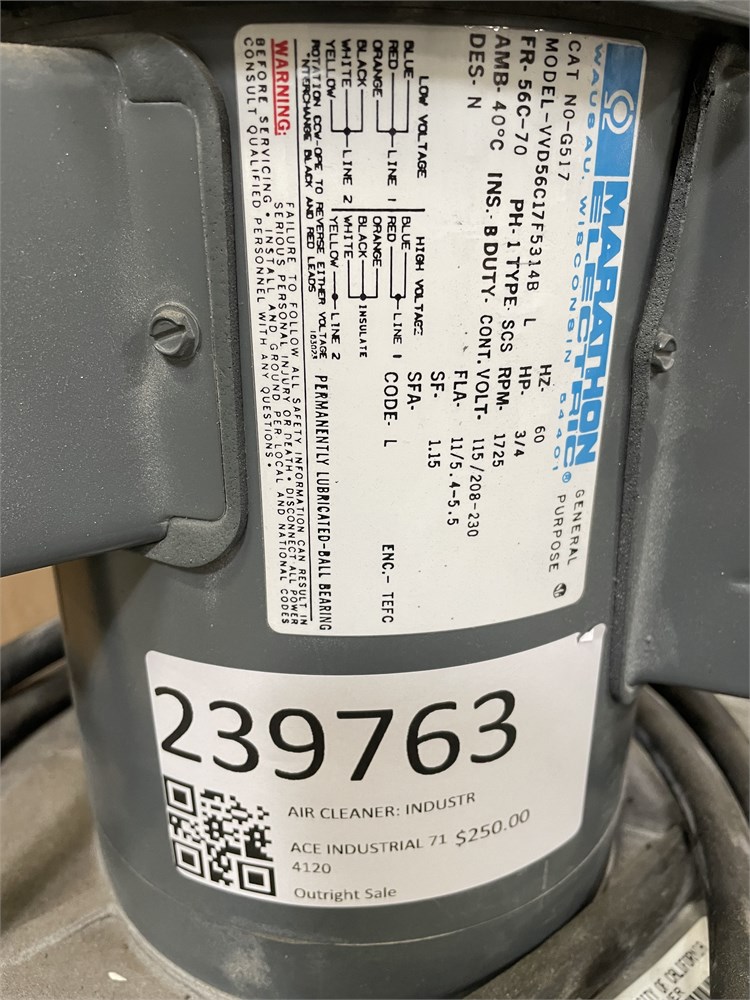 MARATHON
ELECTRIC®
WAUSAU, WISCONSIN 54401
GENERAL
PURPOSE
CAT NO-G517
MODEL-VVD56C17F5314B L
HZ- 60
FR- 56C-70
PH- 1 TYPE- SCS
HP- 3/4
AMB- 40°C INS.- B DUTY- CONT.
RPM- 1725
DES- N
VOLT- 115/208-230
FLA- 11/5.4-5.5
SF- 1.15
SFA-
CODE- L
ENC.- TEFC
LOW VOLTAGE
BLUE
RED
ORANGE
LINE 1
BLACK
WHITE
YELLOW
LINE 2
HIGH VOLTAGE
BLUE
RED
LINE 1
ORANGE
BLACK
WHITE
INSULATE
YELLOW
LINE 2
ROTATION CCW-OPE TO REVERSE EITHER VOLTAGE
INTERCHANGE BLACK AND RED LEADS
163023
PERMANENTLY LUBRICATED-BALL BEARING
WARNING:
FAILURE TO FOLLOW ALL SAFETY INFORMATION CAN RESULT IN
SERIOUS PERSONAL INJURY OR DEATH • DISCONNECT ALL POWER
BEFORE SERVICING • INSTALL AND GROUND PER LOCAL AND NATIONAL CODES
CONSULT QUALIFIED PERSONNEL WITH ANY QUESTIONS •
239763
AIR CLEANER: INDUSTR
ACE INDUSTRIAL 71 $250.00
4120
Outright Sale
OF CALIFORNIA